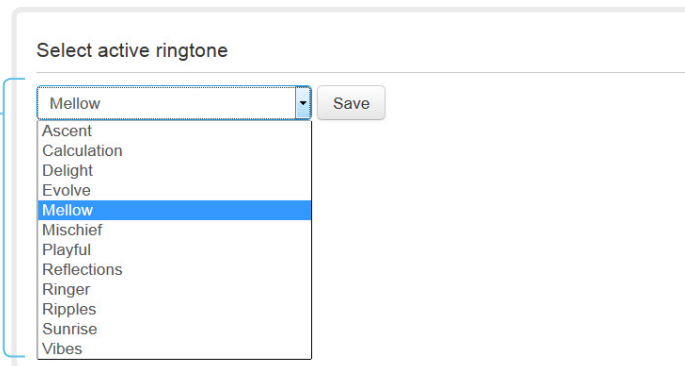 Select active ringtone
Mellow
Save
Ascent
Calculation
Delight
Evolve
Mellow
Mischief
Playful
Reflections
Ringer
Ripples
Sunrise
Vibes